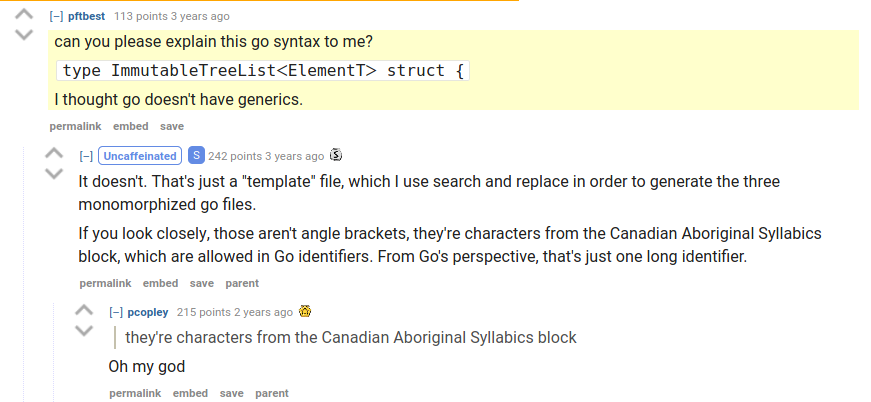 [–] pftbest 113 points 3 years ago
can you please explain this go syntax to me?
type ImmutableTreeListᐸElementTᐳ struct {
I thought go doesn't have generics.
permalink embed save
[–] Uncaffeinated S 242 points 3 years ago
It doesn't. That's just a "template" file, which I use search and replace in order to generate the three
monomorphized go files.
If you look closely, those aren't angle brackets, they're characters from the Canadian Aboriginal Syllabics
block, which are allowed in Go identifiers. From Go's perspective, that's just one long identifier.
permalink embed save parent
[–] pcopley 215 points 2 years ago
they're characters from the Canadian Aboriginal Syllabics block
Oh my god
permalink embed save parent